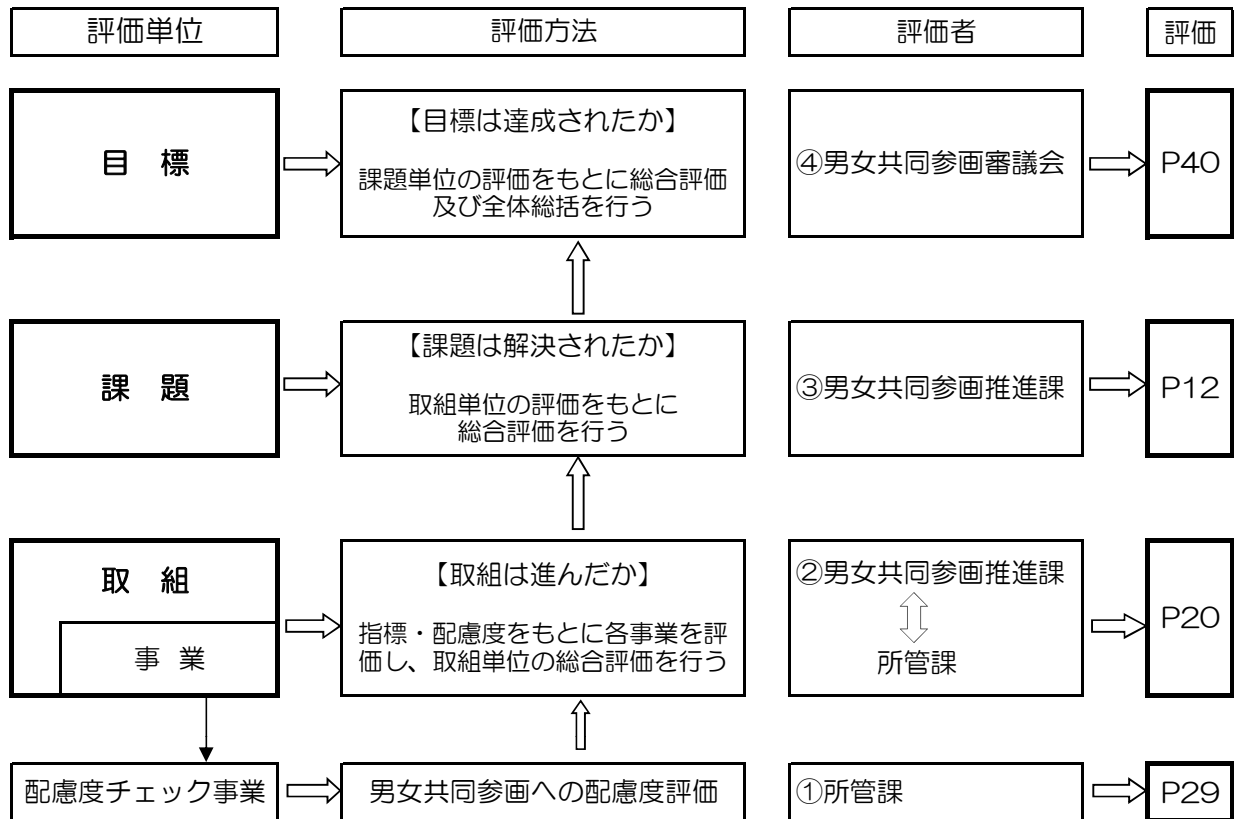 評価単位
評価方法
評価者
評価
目 標
【目標は達成されたか】
課題単位の評価をもとに総合評価
及び全体総括を行う
④男女共同参画審議会
P40
課 題
【課題は解決されたか】
取組単位の評価をもとに
総合評価を行う
③男女共同参画推進課
P12
取 組
事 業
【取組は進んだか】
指標・配慮度をもとに各事業を評
価し、取組単位の総合評価を行う
②男女共同参画推進課
所管課
P20
配慮度チェック事業
男女共同参画への配慮度評価
①所管課
P29